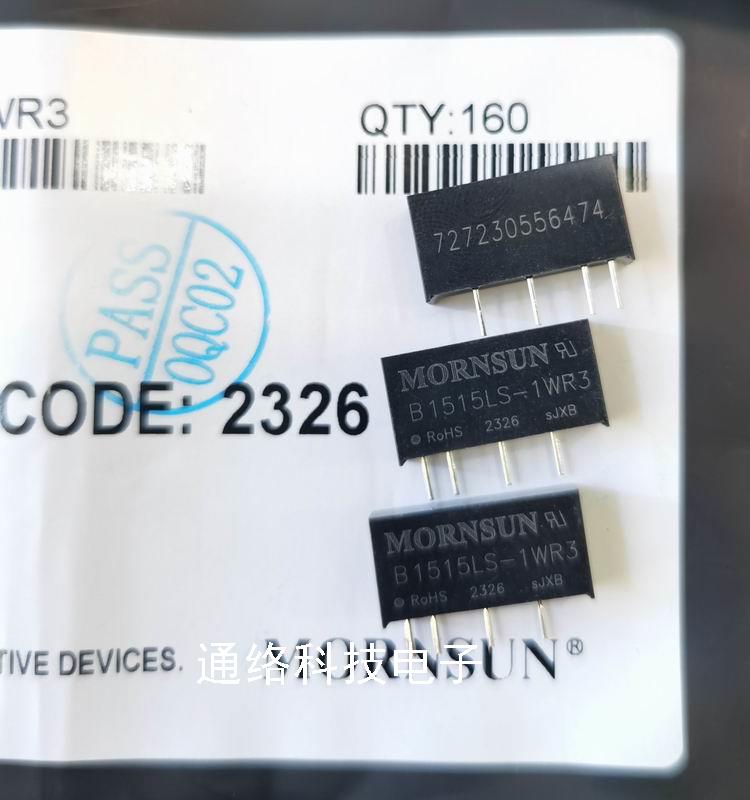 WR3
QTY:160
PASS
OQC02
CODE: 2326
727230556474
MORNSUN
B1515LS-1WR3
RoHS 2326 sJXB
MORNSUN
B1515LS-1WR3
RoHS 2326 sJXB
TIVE DEVICES.
MORNSUN®
通络科技电子